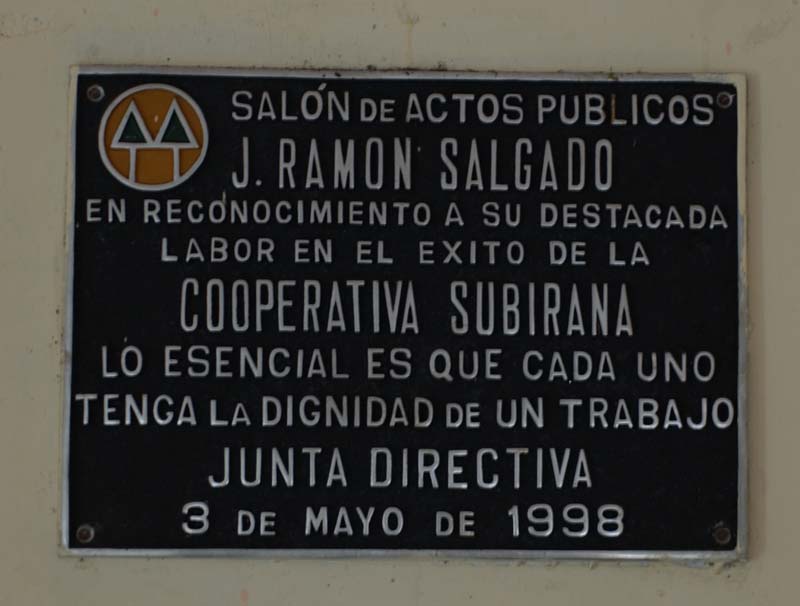 SALÓN DE ACTOS PUBLICOS
J. RAMON SALGADO
EN RECONOCIMIENTO A SU DESTACADA
LABOR EN EL EXITO DE LA
COOPERATIVA SUBIRANA
LO ESENCIAL ES QUE CADA UNO
TENGA LA DIGNIDAD DE UN TRABAJO
JUNTA DIRECTIVA
3 DE MAYO DE 1998